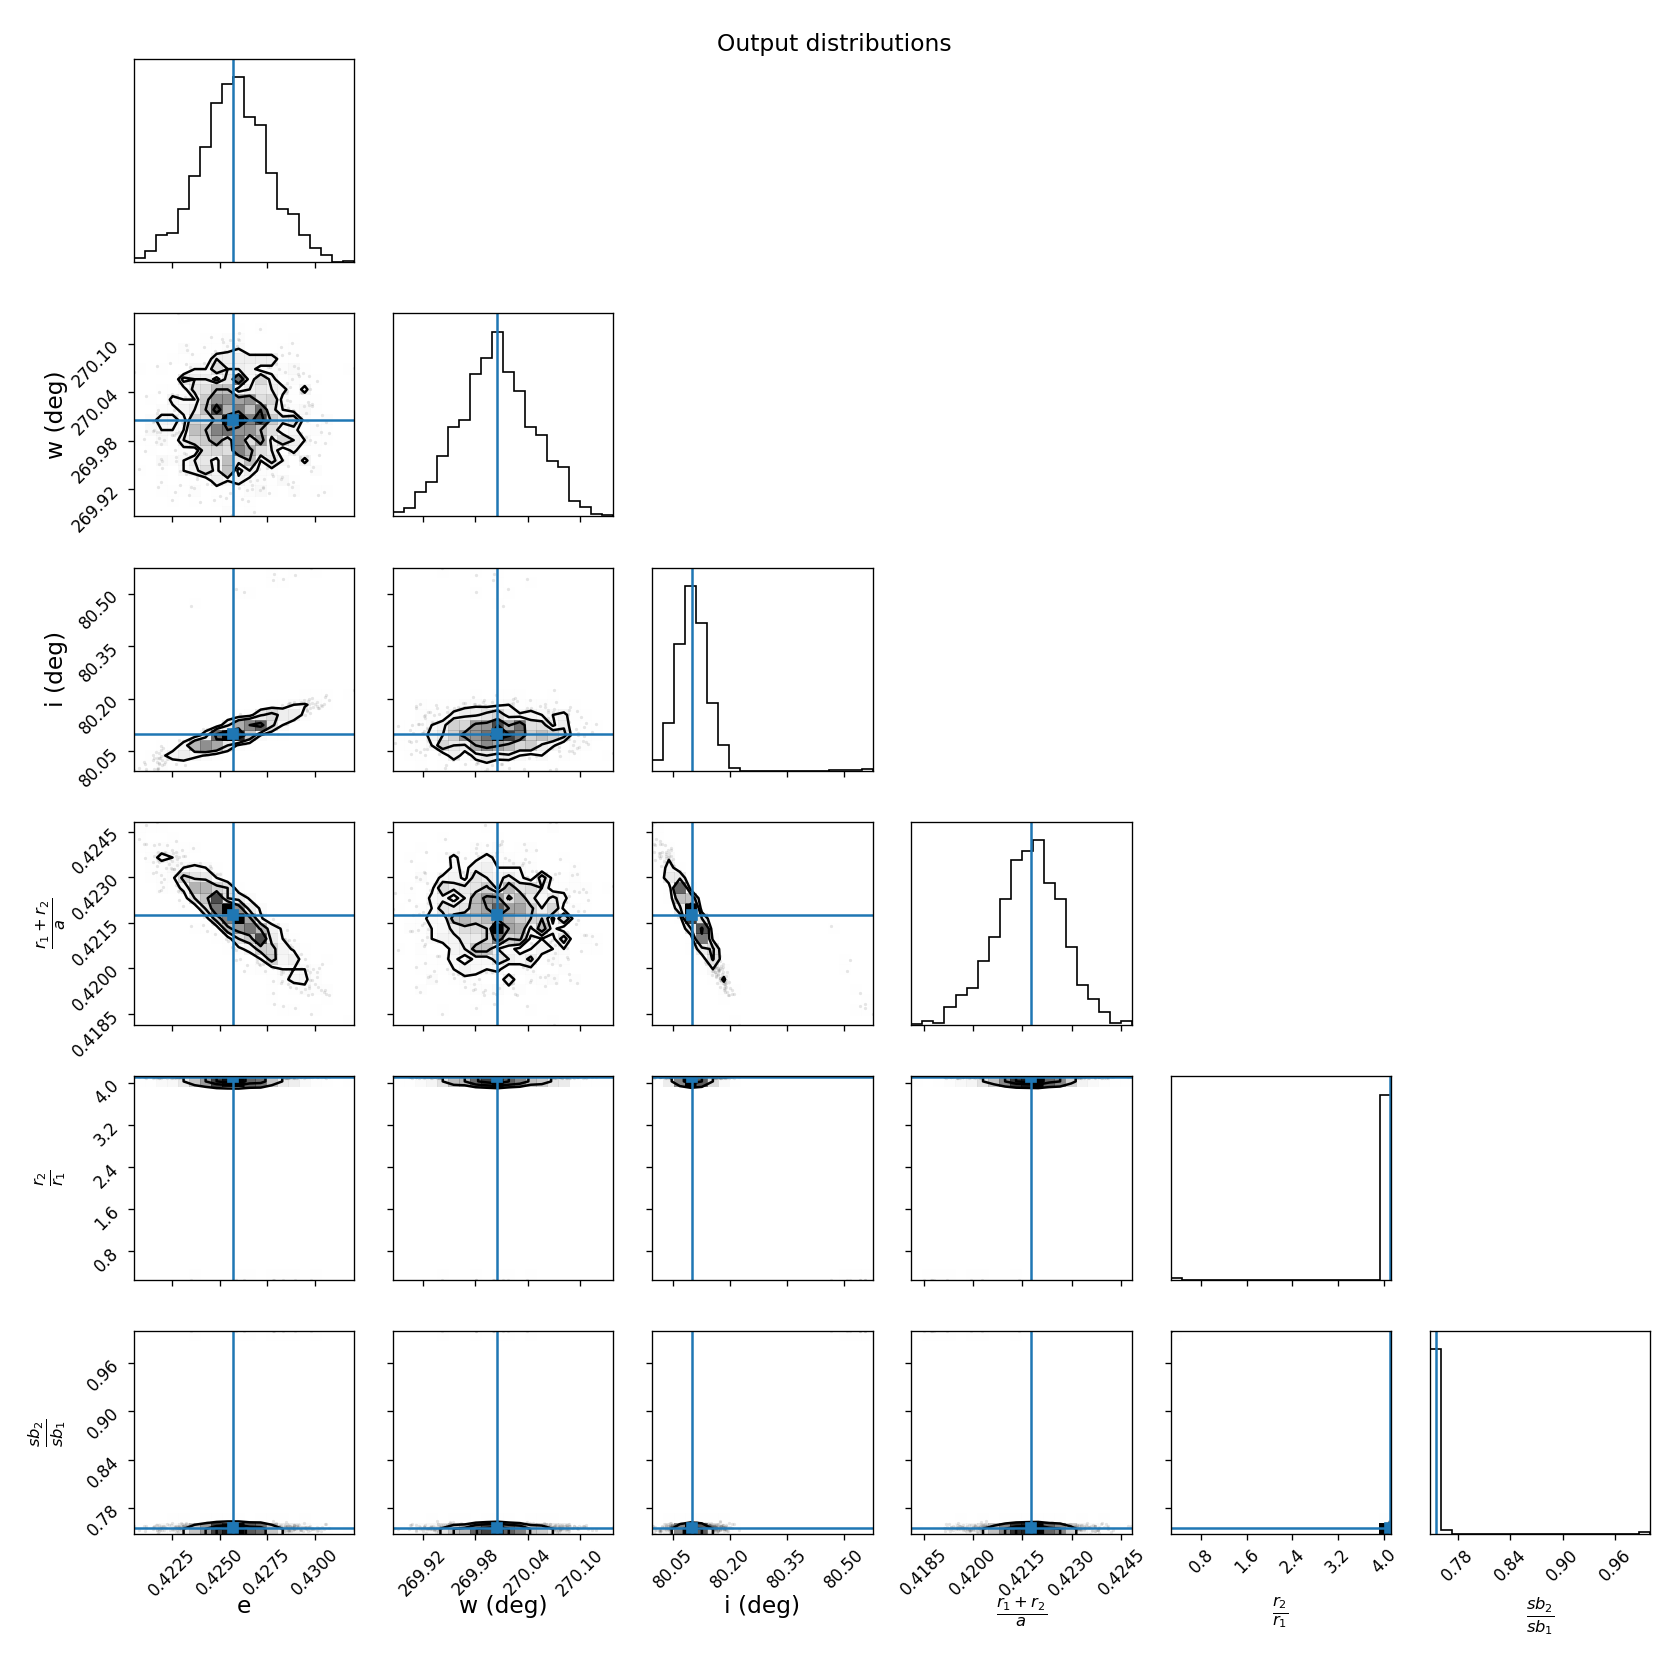 Output distributions
w (deg)
270.10
270.04
269.98
269.92
i (deg)
80.50
80.35
80.20
80.05
r₁ + r₂
a
0.4245
0.4230
0.4215
0.4200
0.4185
r₂
r₁
4.0
3.2
2.4
1.6
0.8
sb₂
sb₁
0.96
0.90
0.84
0.78
0.4225 0.4250 0.4275 0.4300
269.92 269.98 270.04 270.10
80.05 80.20 80.35 80.50
0.4185 0.4200 0.4215 0.4230 0.4245
0.8 1.6 2.4 3.2 4.0
0.78 0.84 0.90 0.96
e
w (deg)
i (deg)
r₁ + r₂
a
r₂
r₁
sb₂
sb₁